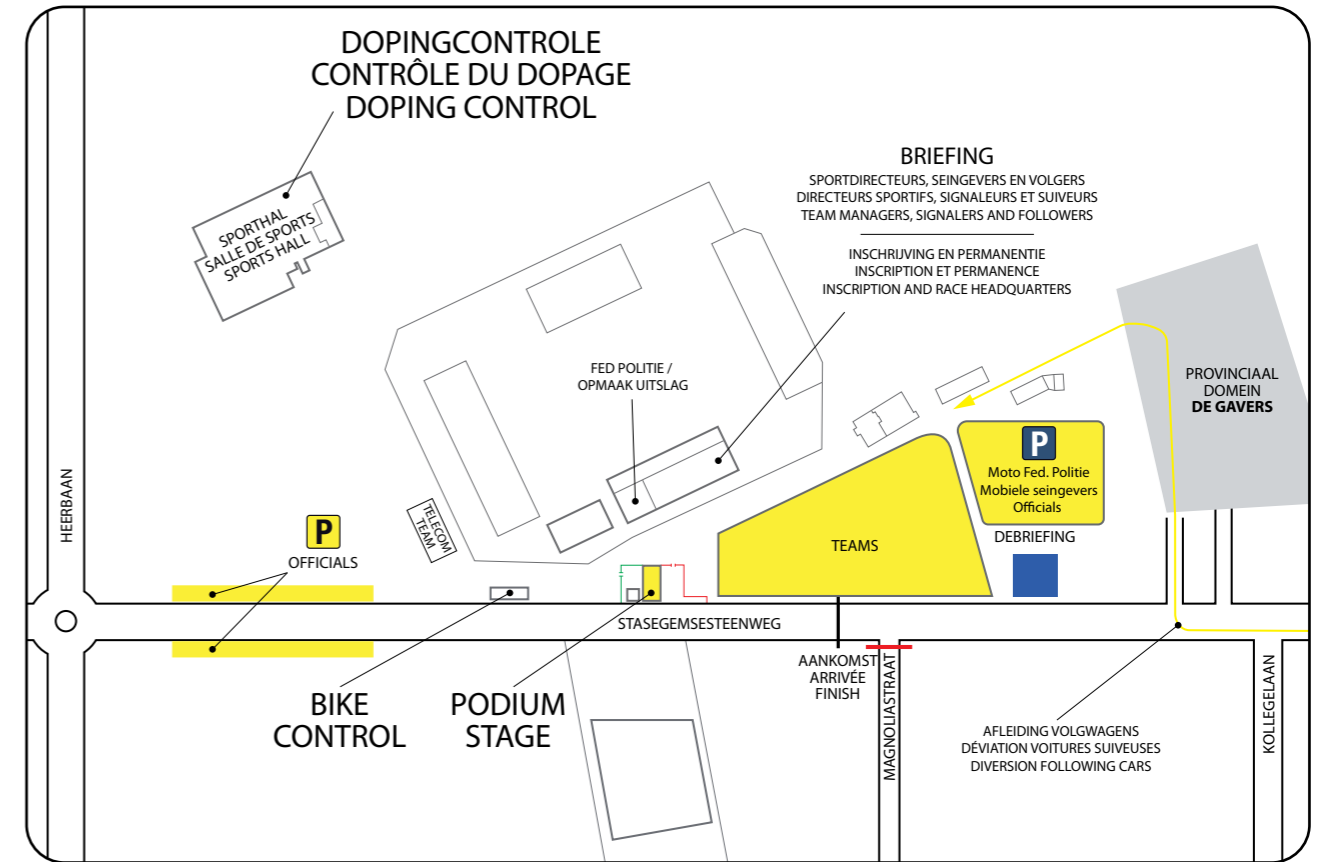 DOPINGCONTROLE
CONTRÔLE DU DOPAGE
DOPING CONTROL
SPORTHAL
SALLE DE SPORTS
SPORTS HALL
BRIEFING
SPORTDIRECTEURS, SEINGEVERS EN VOLGERS
DIRECTEURS SPORTIFS, SIGNALEURS ET SUIVEURS
TEAM MANAGERS, SIGNALERS AND FOLLOWERS
INSCHRIJVING EN PERMANENTIE
INSCRIPTION ET PERMANENCE
INSCRIPTION AND RACE HEADQUARTERS
FED POLITIE /
OPMAAK UITSLAG
PROVINCIAAL
DOMEIN
DE GAVERS
HEERBAAN
P
OFFICIALS
TELECOM
TEAM
TEAMS
P
Moto Fed. Politie
Mobiele seingevers
Officials
DEBRIEFING
STASEGEMSESTEENWEG
BIKE
CONTROL
PODIUM
STAGE
AANKOMST
ARRIVÉE
FINISH
MAGNOLIASTRAAT
AFLEIDING VOLGWAGENS
DÉVIATION VOITURES SUIVEUSES
DIVERSION FOLLOWING CARS
KOLLEGELAAN